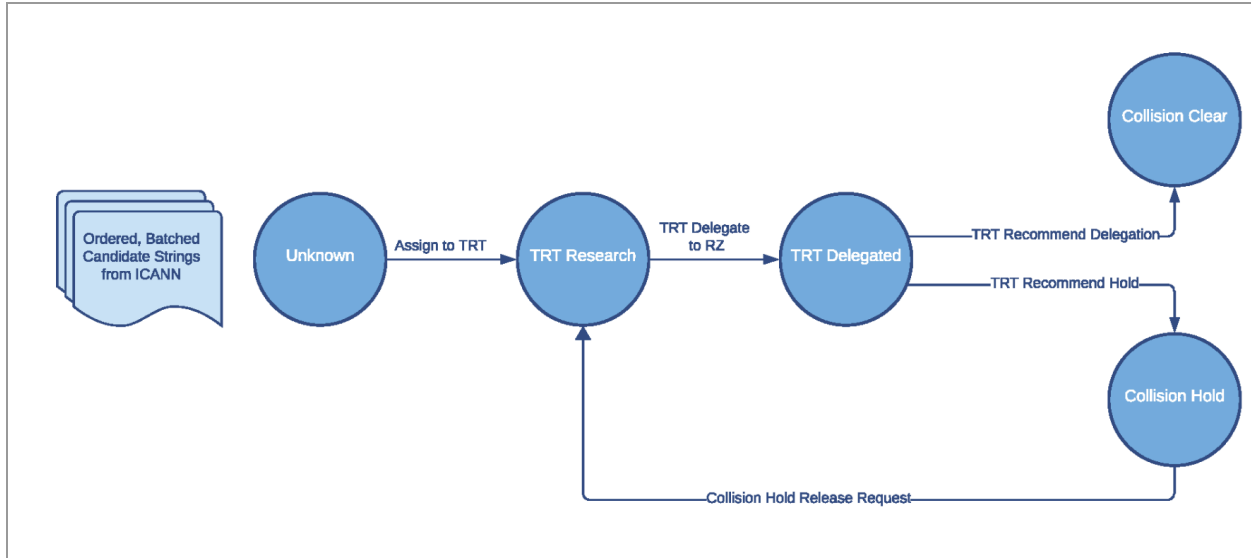 Collision Clear
Ordered, Batched
Candidate Strings
from ICANN
Unknown
Assign to TRT
TRT Research
TRT Delegate
to RZ
TRT Delegated
TRT Recommend Delegation
TRT Recommend Hold
Collision Hold
Collision Hold Release Request